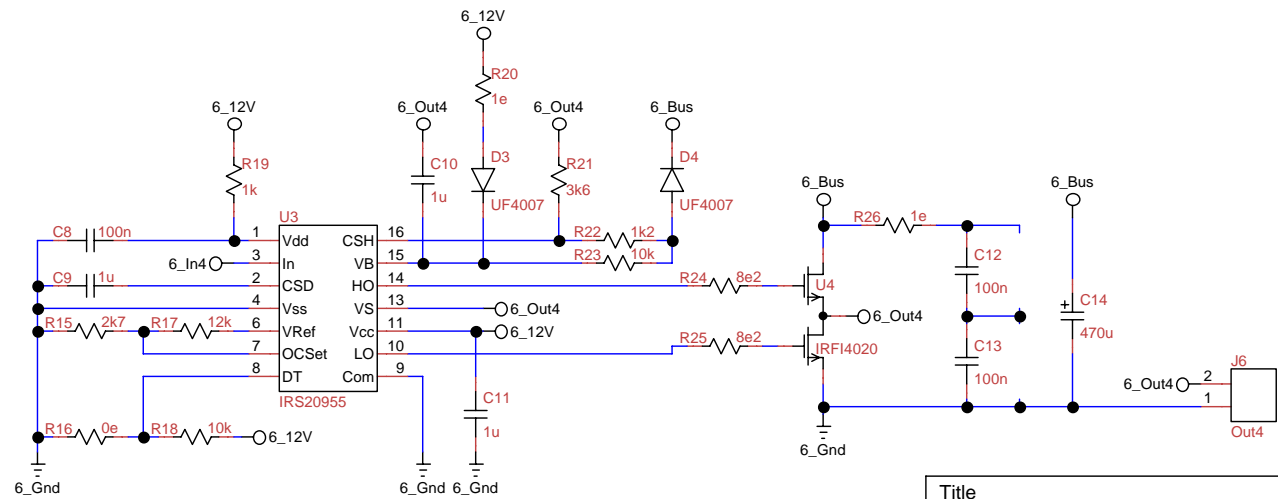 6_12V
R20
1e
6_12V
6_Out4
6_Out4
6_Bus
R19
1k
C10
1u
D3
UF4007
R21
3k6
D4
UF4007
6_Bus
6_Bus
R26
1e
C8
100n
U3
1
Vdd
CSH
16
R22
1k2
6_In4
3
In
VB
15
R23
10k
C9
1u
2
CSD
HO
14
R24
8e2
U4
C12
100n
4
Vss
VS
13
6_Out4
6_Out4
C14
470u
R15
2k7
R17
12k
6
VRef
Vcc
11
6_12V
7
OCSet
LO
10
R25
8e2
IRFI4020
C13
100n
8
DT
Com
9
IRS20955
C11
1u
J6
6_Out4
2
1
Out4
R16
0e
R18
10k
6_12V
6_Gnd
6_Gnd
6_Gnd
6_Gnd
Title